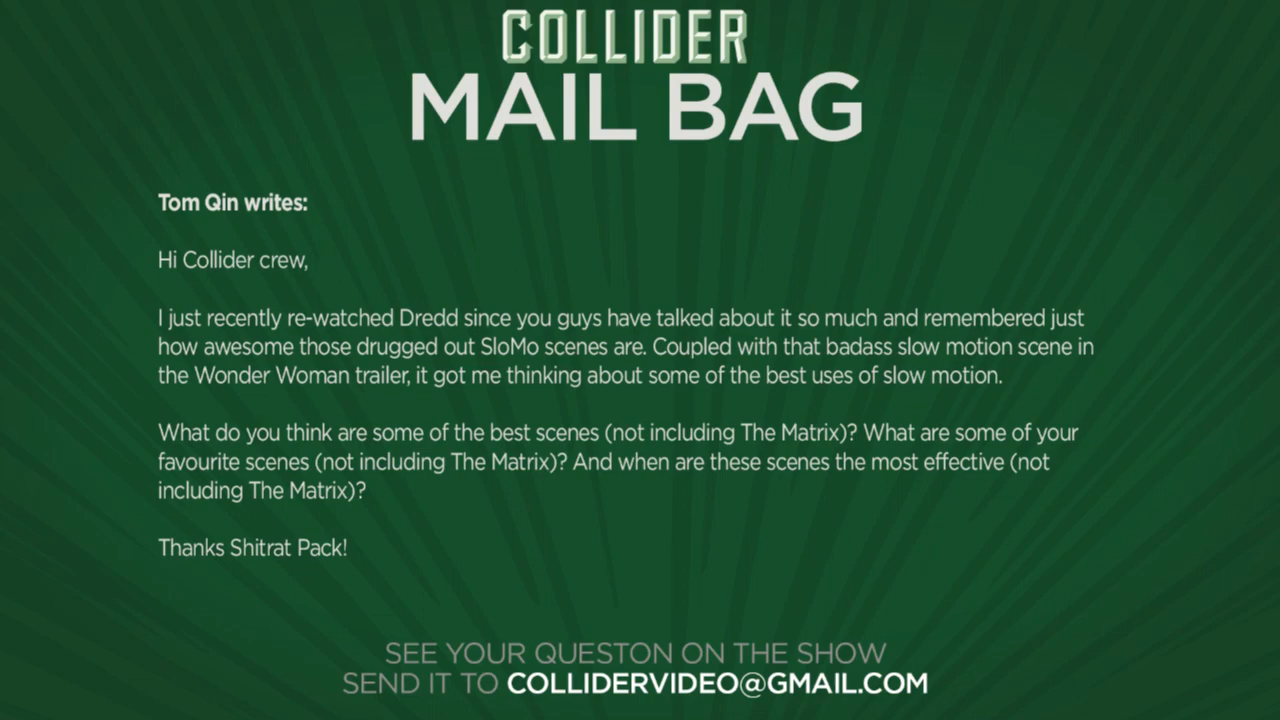 COLLIDER
MAIL BAG
Tom Qin writes:
Hi Collider crew,
I just recently re-watched Dredd since you guys have talked about it so much and remembered just
how awesome those drugged out SloMo scenes are. Coupled with that badass slow motion scene in
the Wonder Woman trailer, it got me thinking about some of the best uses of slow motion.
What do you think are some of the best scenes (not including The Matrix)? What are some of your
favourite scenes (not including The Matrix)? And when are these scenes the most effective (not
including The Matrix)?
Thanks Shitrat Pack!
SEE YOUR QUESTON ON THE SHOW
SEND IT TO COLLIDERVIDEO@GMAIL.COM